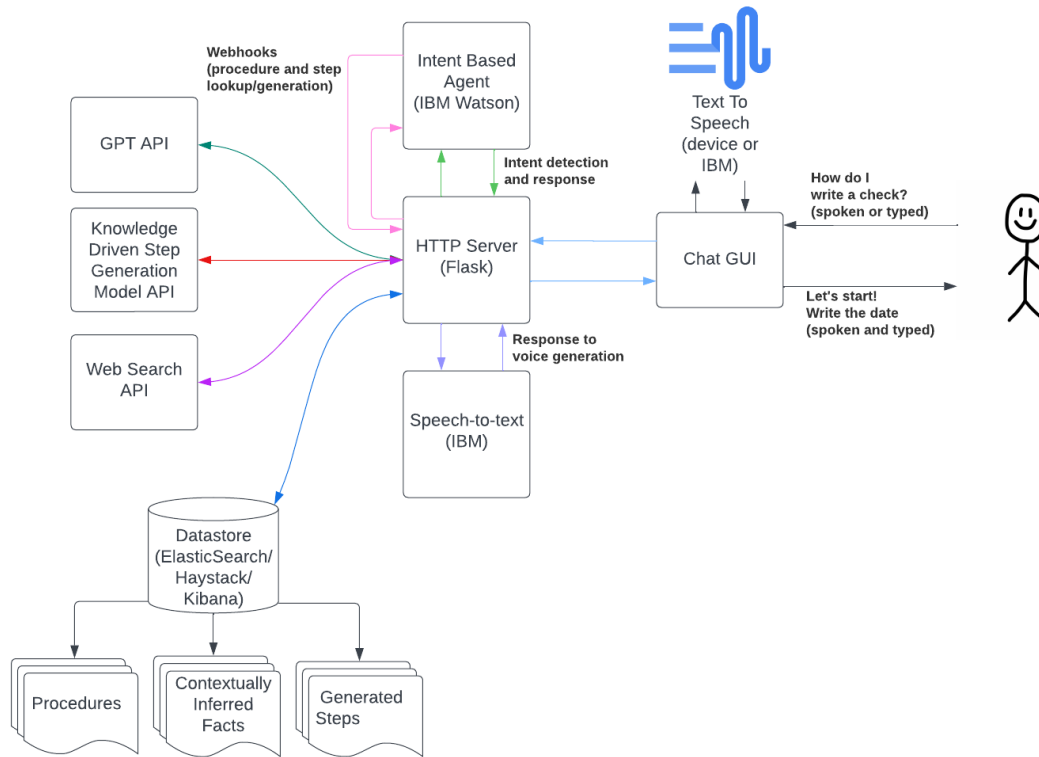 Webhooks
(procedure and step
lookup/generation)
Intent Based
Agent
(IBM Watson)
Text To
Speech
(device or
IBM)
GPT API
Intent detection
and response
How do I
write a check?
(spoken or typed)
Knowledge
Driven Step
Generation
Model API
HTTP Server
(Flask)
Chat GUI
Let's start!
Write the date
(spoken and typed)
Response to
voice generation
Web Search
API
Speech-to-text
(IBM)
Datastore
(ElasticSearch/
Haystack/
Kibana)
Procedures
Contextually
Inferred
Facts
Generated
Steps